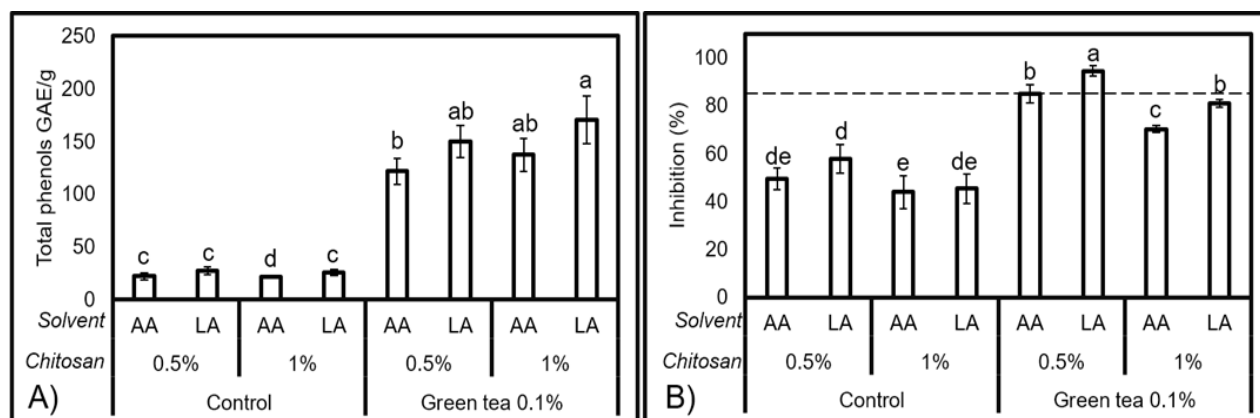 250
200
150
100
50
0
Total phenols GAE/g
c c d c b ab ab a
Solvent AA LA AA LA AA LA AA LA
Chitosan 0.5% 1% 0.5% 1%
A) Control Green tea 0.1%
100
80
60
40
20
0
Inhibition (%)
de d e de b a c b
Solvent AA LA AA LA AA LA AA LA
Chitosan 0.5% 1% 0.5% 1%
B) Control Green tea 0.1%